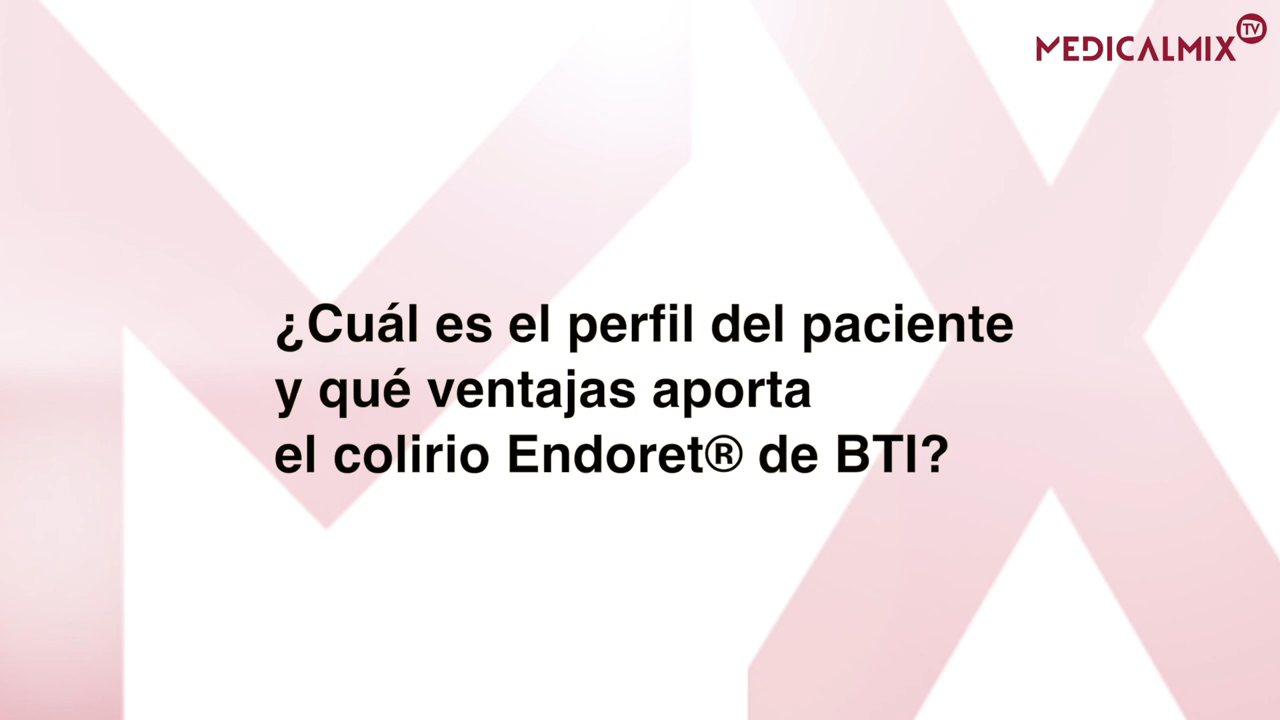 MEDICALMIX TV
¿Cuál es el perfil del paciente
y qué ventajas aporta
el colirio Endoret® de BTI?